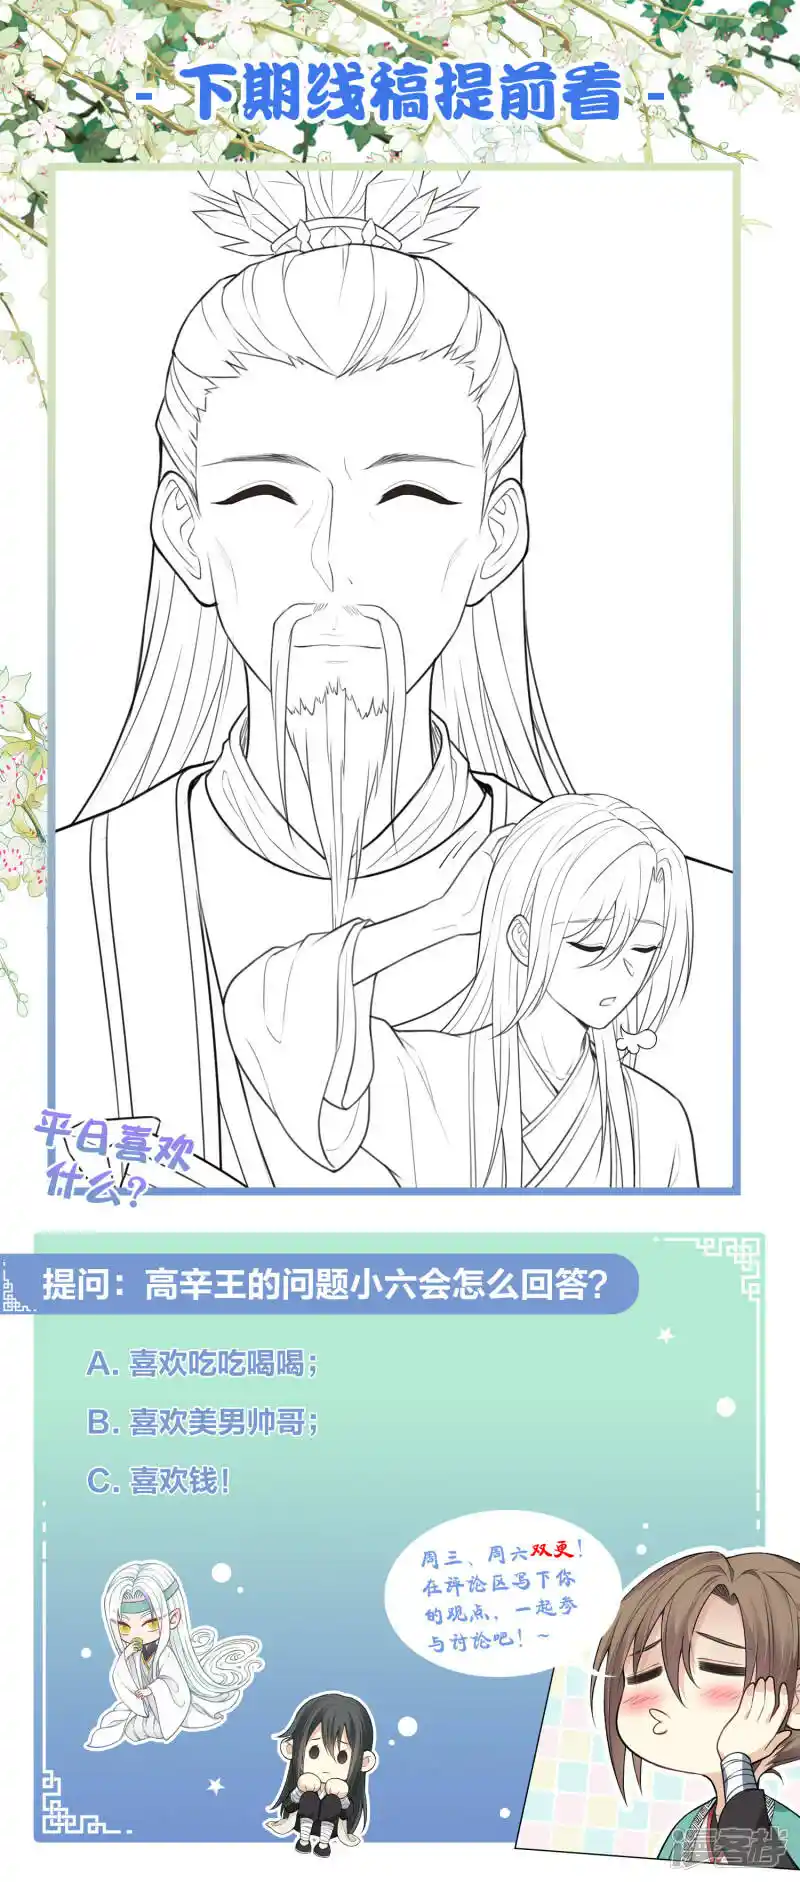 - 下期线稿提前看 -
平日喜欢
什么?
提问：高辛王的问题小六会怎么回答？
A. 喜欢吃吃喝喝；
B. 喜欢美男帅哥；
C. 喜欢钱！
周三、周六双更！
在评论区写下你
的观点，一起参
与讨论吧！~
漫客栈